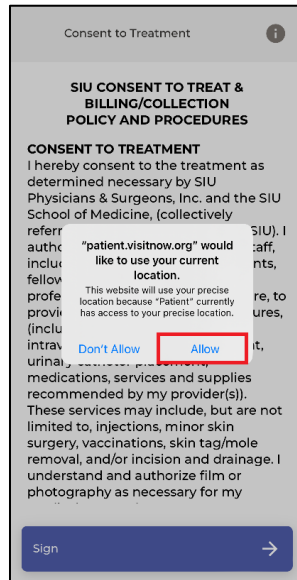 Consent to Treatment
SIU CONSENT TO TREAT &
BILLING/COLLECTION
POLICY AND PROCEDURES
CONSENT TO TREATMENT
I hereby consent to the treatment as
determined necessary by SIU
Physicians & Surgeons, Inc. and the SIU
School of Medicine, (collectively
SIU). I
"patient.visitnow.org" would
like to use your current
location.
This website will use your precise
location because "Patient" currently
has access to your precise location.
Don't Allow
Allow
medications, services and supplies
recommended by my provider(s)).
These services may include, but are not
limited to, injections, minor skin
surgery, vaccinations, skin tag/mole
removal, and/or incision and drainage. I
understand and authorize film or
photography as necessary for my
Sign